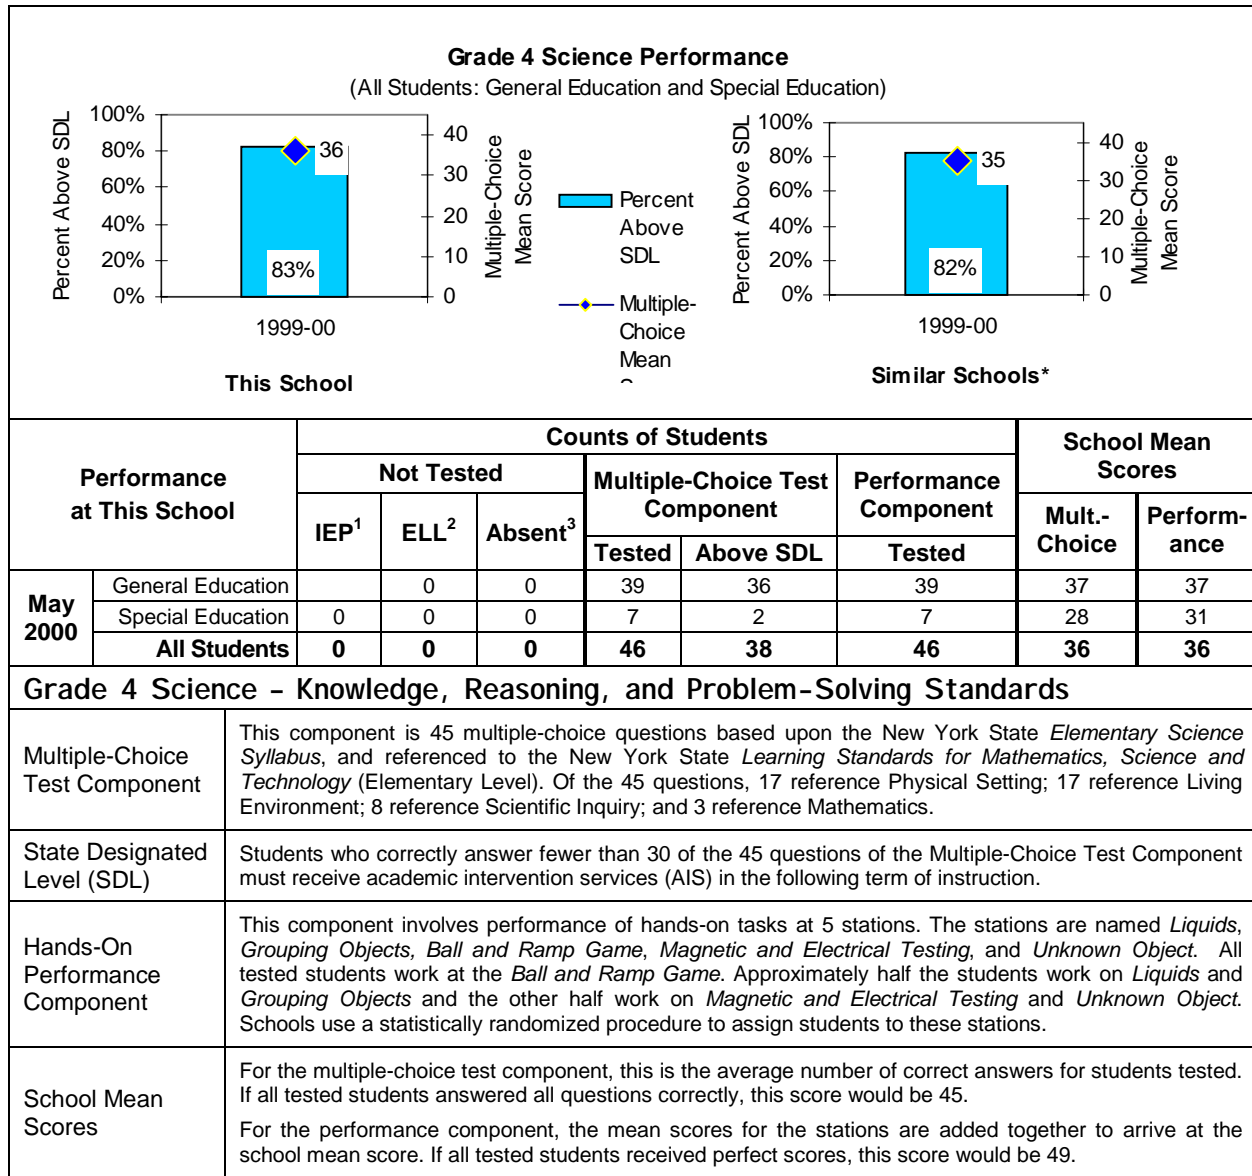 Grade 4 Science Performance
(All Students: General Education and Special Education)
Percent Above SDL
100%
80%
60%
40%
20%
0%
36
83%
40
30
20
10
0
Multiple-Choice
Mean Score
1999-00
This School
Percent
Above
SDL
Multiple-
Choice
Mean
Percent Above SDL
100%
80%
60%
40%
20%
0%
35
82%
40
30
20
10
0
Multiple-Choice
Mean Score
1999-00
Similar Schools*
Performance
at This School
Counts of Students
School Mean
Scores
Not Tested
Multiple-Choice Test
Component
Performance
Component
IEP1 ELL2 Absent3
Tested Above SDL Tested
Mult.-
Choice
Perform-
ance
May
2000
General Education 0 0 39 36 39 37 37
Special Education 0 0 0 7 2 7 28 31
All Students 0 0 0 46 38 46 36 36
Grade 4 Science – Knowledge, Reasoning, and Problem-Solving Standards
Multiple-Choice
Test Component
This component is 45 multiple-choice questions based upon the New York State Elementary Science
Syllabus, and referenced to the New York State Learning Standards for Mathematics, Science and
Technology (Elementary Level). Of the 45 questions, 17 reference Physical Setting; 17 reference Living
Environment; 8 reference Scientific Inquiry; and 3 reference Mathematics.
State Designated
Level (SDL)
Students who correctly answer fewer than 30 of the 45 questions of the Multiple-Choice Test Component
must receive academic intervention services (AIS) in the following term of instruction.
Hands-On
Performance
Component
This component involves performance of hands-on tasks at 5 stations. The stations are named Liquids,
Grouping Objects, Ball and Ramp Game, Magnetic and Electrical Testing, and Unknown Object. All
tested students work at the Ball and Ramp Game. Approximately half the students work on Liquids and
Grouping Objects and the other half work on Magnetic and Electrical Testing and Unknown Object.
Schools use a statistically randomized procedure to assign students to these stations.
School Mean
Scores
For the multiple-choice test component, this is the average number of correct answers for students tested.
If all tested students answered all questions correctly, this score would be 45.
For the performance component, the mean scores for the stations are added together to arrive at the
school mean score. If all tested students received perfect scores, this score would be 49.